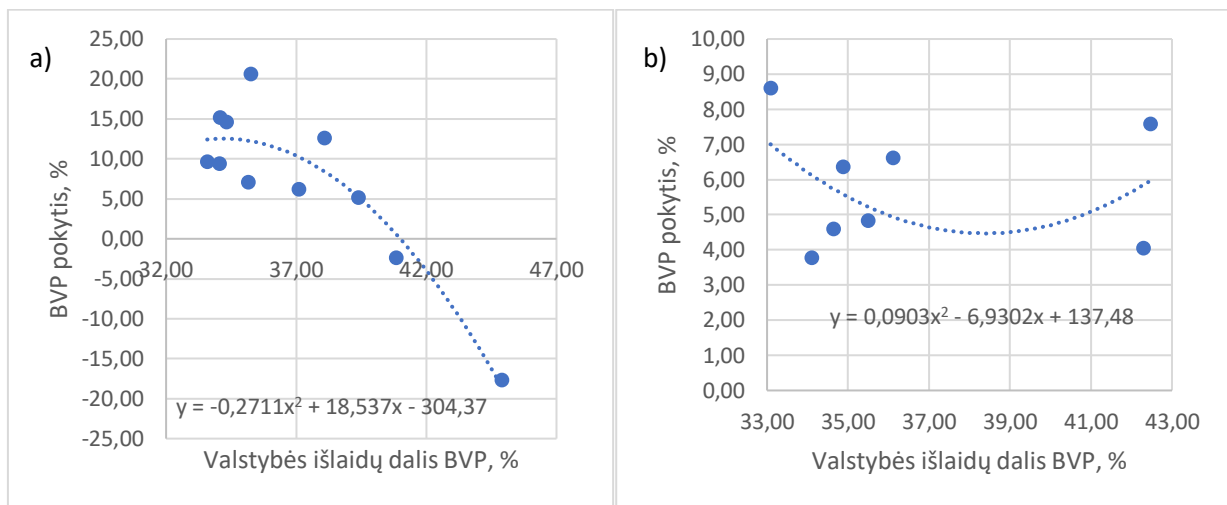 a)
BVP pokytis, %
25,00
20,00
15,00
10,00
5,00
0,00
-5,00
-10,00
-15,00
-20,00
-25,00
32,00 37,00 42,00 47,00
y = -0,2711x² + 18,537x - 304,37
Valstybės išlaidų dalis BVP, %
b)
BVP pokytis, %
10,00
9,00
8,00
7,00
6,00
5,00
4,00
3,00
2,00
1,00
0,00
y = 0,0903x² - 6,9302x + 137,48
33,00 35,00 37,00 39,00 41,00 43,00
Valstybės išlaidų dalis BVP, %